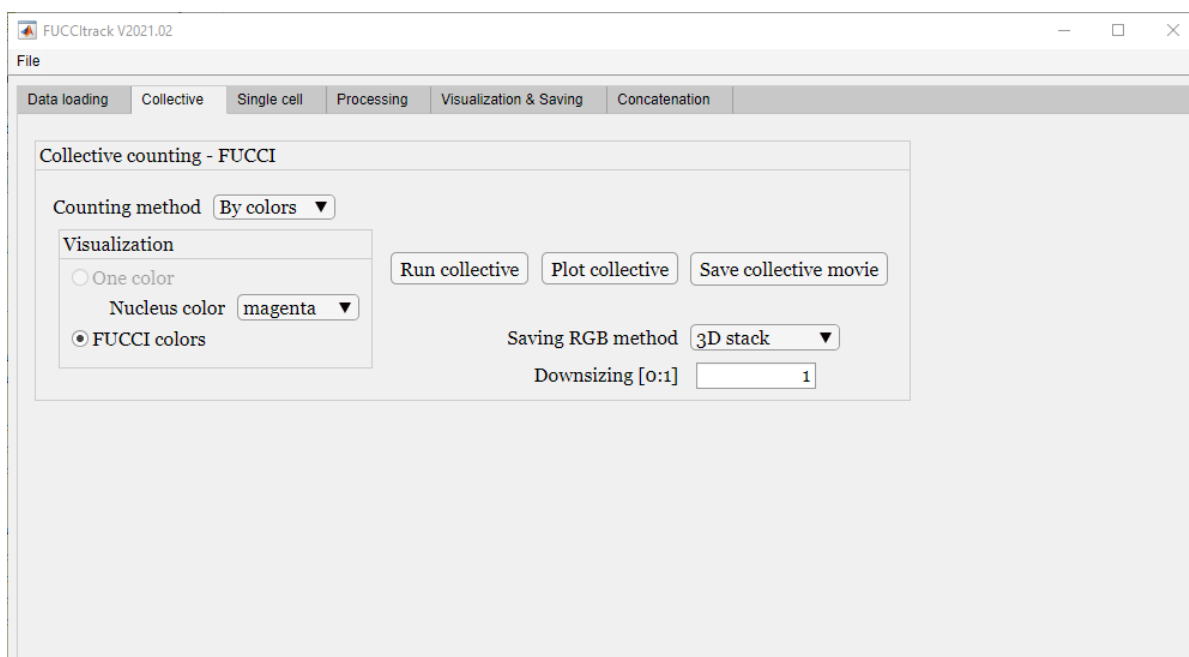 FUCCItrack V2021.02
File
Data loading Collective Single cell Processing Visualization & Saving Concatenation
Collective counting - FUCCI
Counting method By colors
Visualization
One color
Nucleus color magenta
FUCCI colors
Run collective Plot collective Save collective movie
Saving RGB method 3D stack
Downsizing [0:1] 1